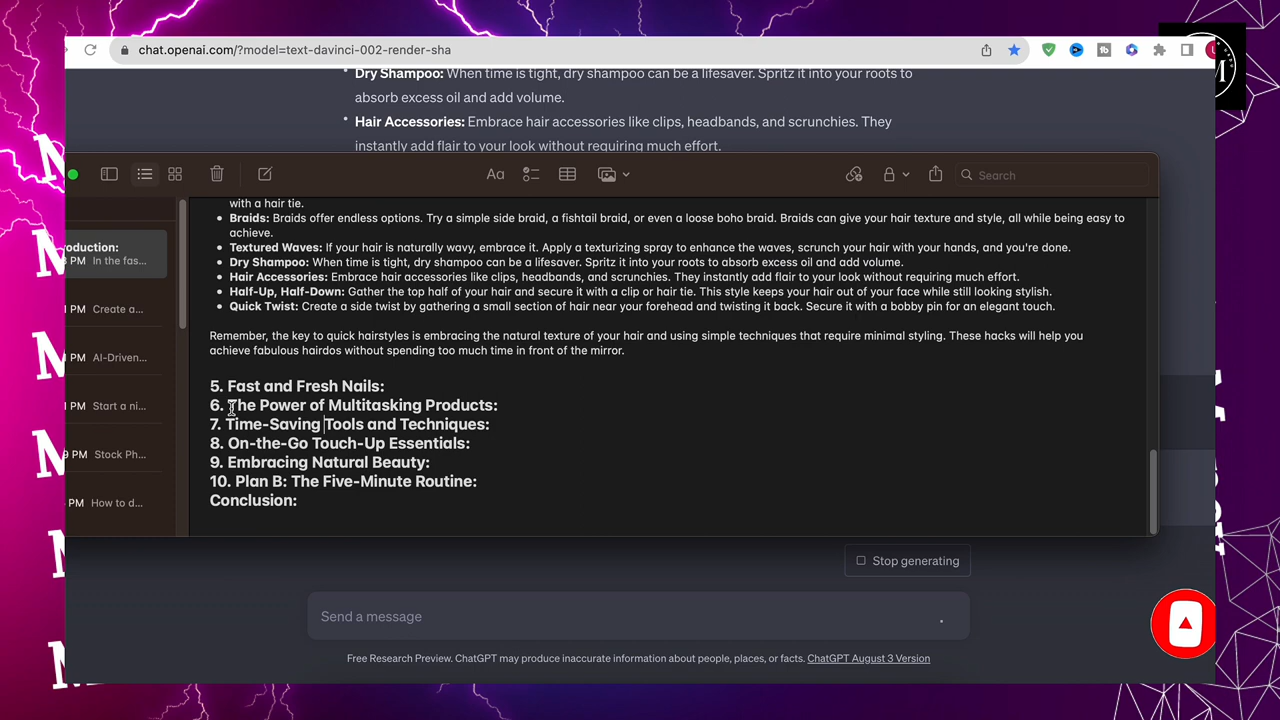 chat.openai.com/?model=text-davinci-002-render-sha
Dry Shampoo: When time is tight, dry shampoo can be a lifesaver. Spritz it into your roots to
absorb excess oil and add volume.
Hair Accessories: Embrace hair accessories like clips, headbands, and scrunchies. They
instantly add flair to your look without requiring much effort.
M
Search
with a hair tie.
• Braids: Braids offer endless options. Try a simple side braid, a fishtail braid, or even a loose boho braid. Braids can give your hair texture and style, all while being easy to
achieve.
• Textured Waves: If your hair is naturally wavy, embrace it. Apply a texturizing spray to enhance the waves, scrunch your hair with your hands, and you're done.
• Dry Shampoo: When time is tight, dry shampoo can be a lifesaver. Spritz it into your roots to absorb excess oil and add volume.
• Hair Accessories: Embrace hair accessories like clips, headbands, and scrunchies. They instantly add flair to your look without requiring much effort.
• Half-Up, Half-Down: Gather the top half of your hair and secure it with a clip or hair tie. This style keeps your hair out of your face while still looking stylish.
• Quick Twist: Create a side twist by gathering a small section of hair near your forehead and twisting it back. Secure it with a bobby pin for an elegant touch.
Remember, the key to quick hairstyles is embracing the natural texture of your hair and using simple techniques that require minimal styling. These hacks will help you
achieve fabulous hairdos without spending too much time in front of the mirror.
5. Fast and Fresh Nails:
6. The Power of Multitasking Products:
7. Time-Saving Tools and Techniques:
8. On-the-Go Touch-Up Essentials:
9. Embracing Natural Beauty:
10. Plan B: The Five-Minute Routine:
Conclusion:
oduction:
3 PM In the fas...
PM Create a...
1 PM AI-Driven...
PM Start a ni...
9 PM Stock Ph...
PM How to d...
Stop generating
Send a message
Free Research Preview. ChatGPT may produce inaccurate information about people, places, or facts. ChatGPT August 3 Version